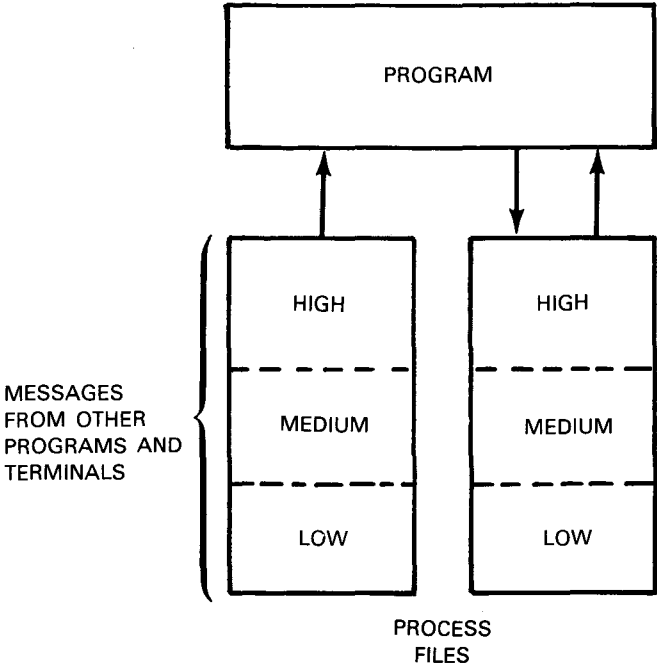 PROGRAM
HIGH
HIGH
MESSAGES
FROM OTHER
PROGRAMS AND
TERMINALS
MEDIUM
MEDIUM
LOW
LOW
PROCESS
FILES